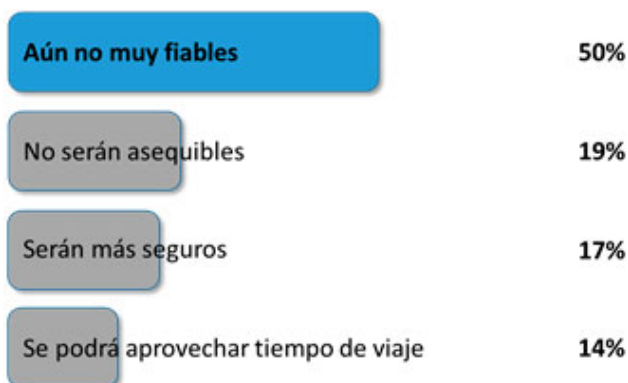 Aún no muy fiables 50%
No serán asequibles 19%
Serán más seguros 17%
Se podrá aprovechar tiempo de viaje 14%